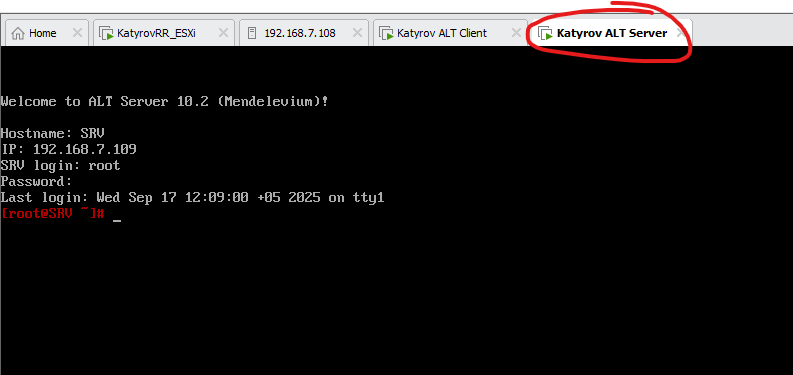 Home
KatyrovRR_ESXi
192.168.7.108
Katyrov ALT Client
Katyrov ALT Server
Welcome to ALT Server 10.2 (Mendelevium)!
Hostname: SRV
IP: 192.168.7.109
SRV login: root
Password:
Last login: Wed Sep 17 12:09:00 +05 2025 on tty1
[root@SRV ~]# _